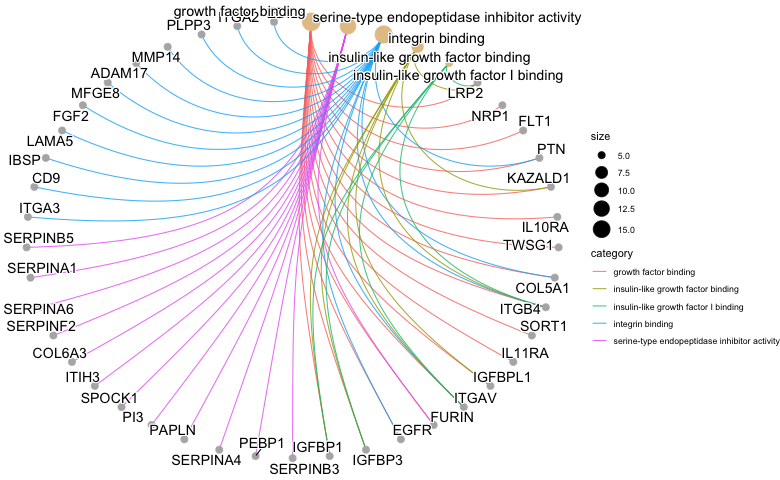 growth factor binding
serine-type endopeptidase inhibitor activity
integrin binding
insulin-like growth factor binding
insulin-like growth factor I binding
ITGA2
PLPP3
MMP14
ADAM17
MFGE8
FGF2
LAMA5
IBSP
CD9
ITGA3
SERPINB5
SERPINA1
SERPINA6
SERPINF2
COL6A3
ITIH3
SPOCK1
PI3
PAPLN
SERPINA4
PEBP1
SERPINB3
IGFBP1
IGFBP3
EGFR
FURIN
ITGAV
IGFBPL1
IL11RA
SORT1
ITGB4
COL5A1
TWSG1
IL10RA
KAZALD1
PTN
FLT1
NRP1
LRP2
size
5.0
7.5
10.0
12.5
15.0
category
growth factor binding
insulin-like growth factor binding
insulin-like growth factor I binding
integrin binding
serine-type endopeptidase inhibitor activity